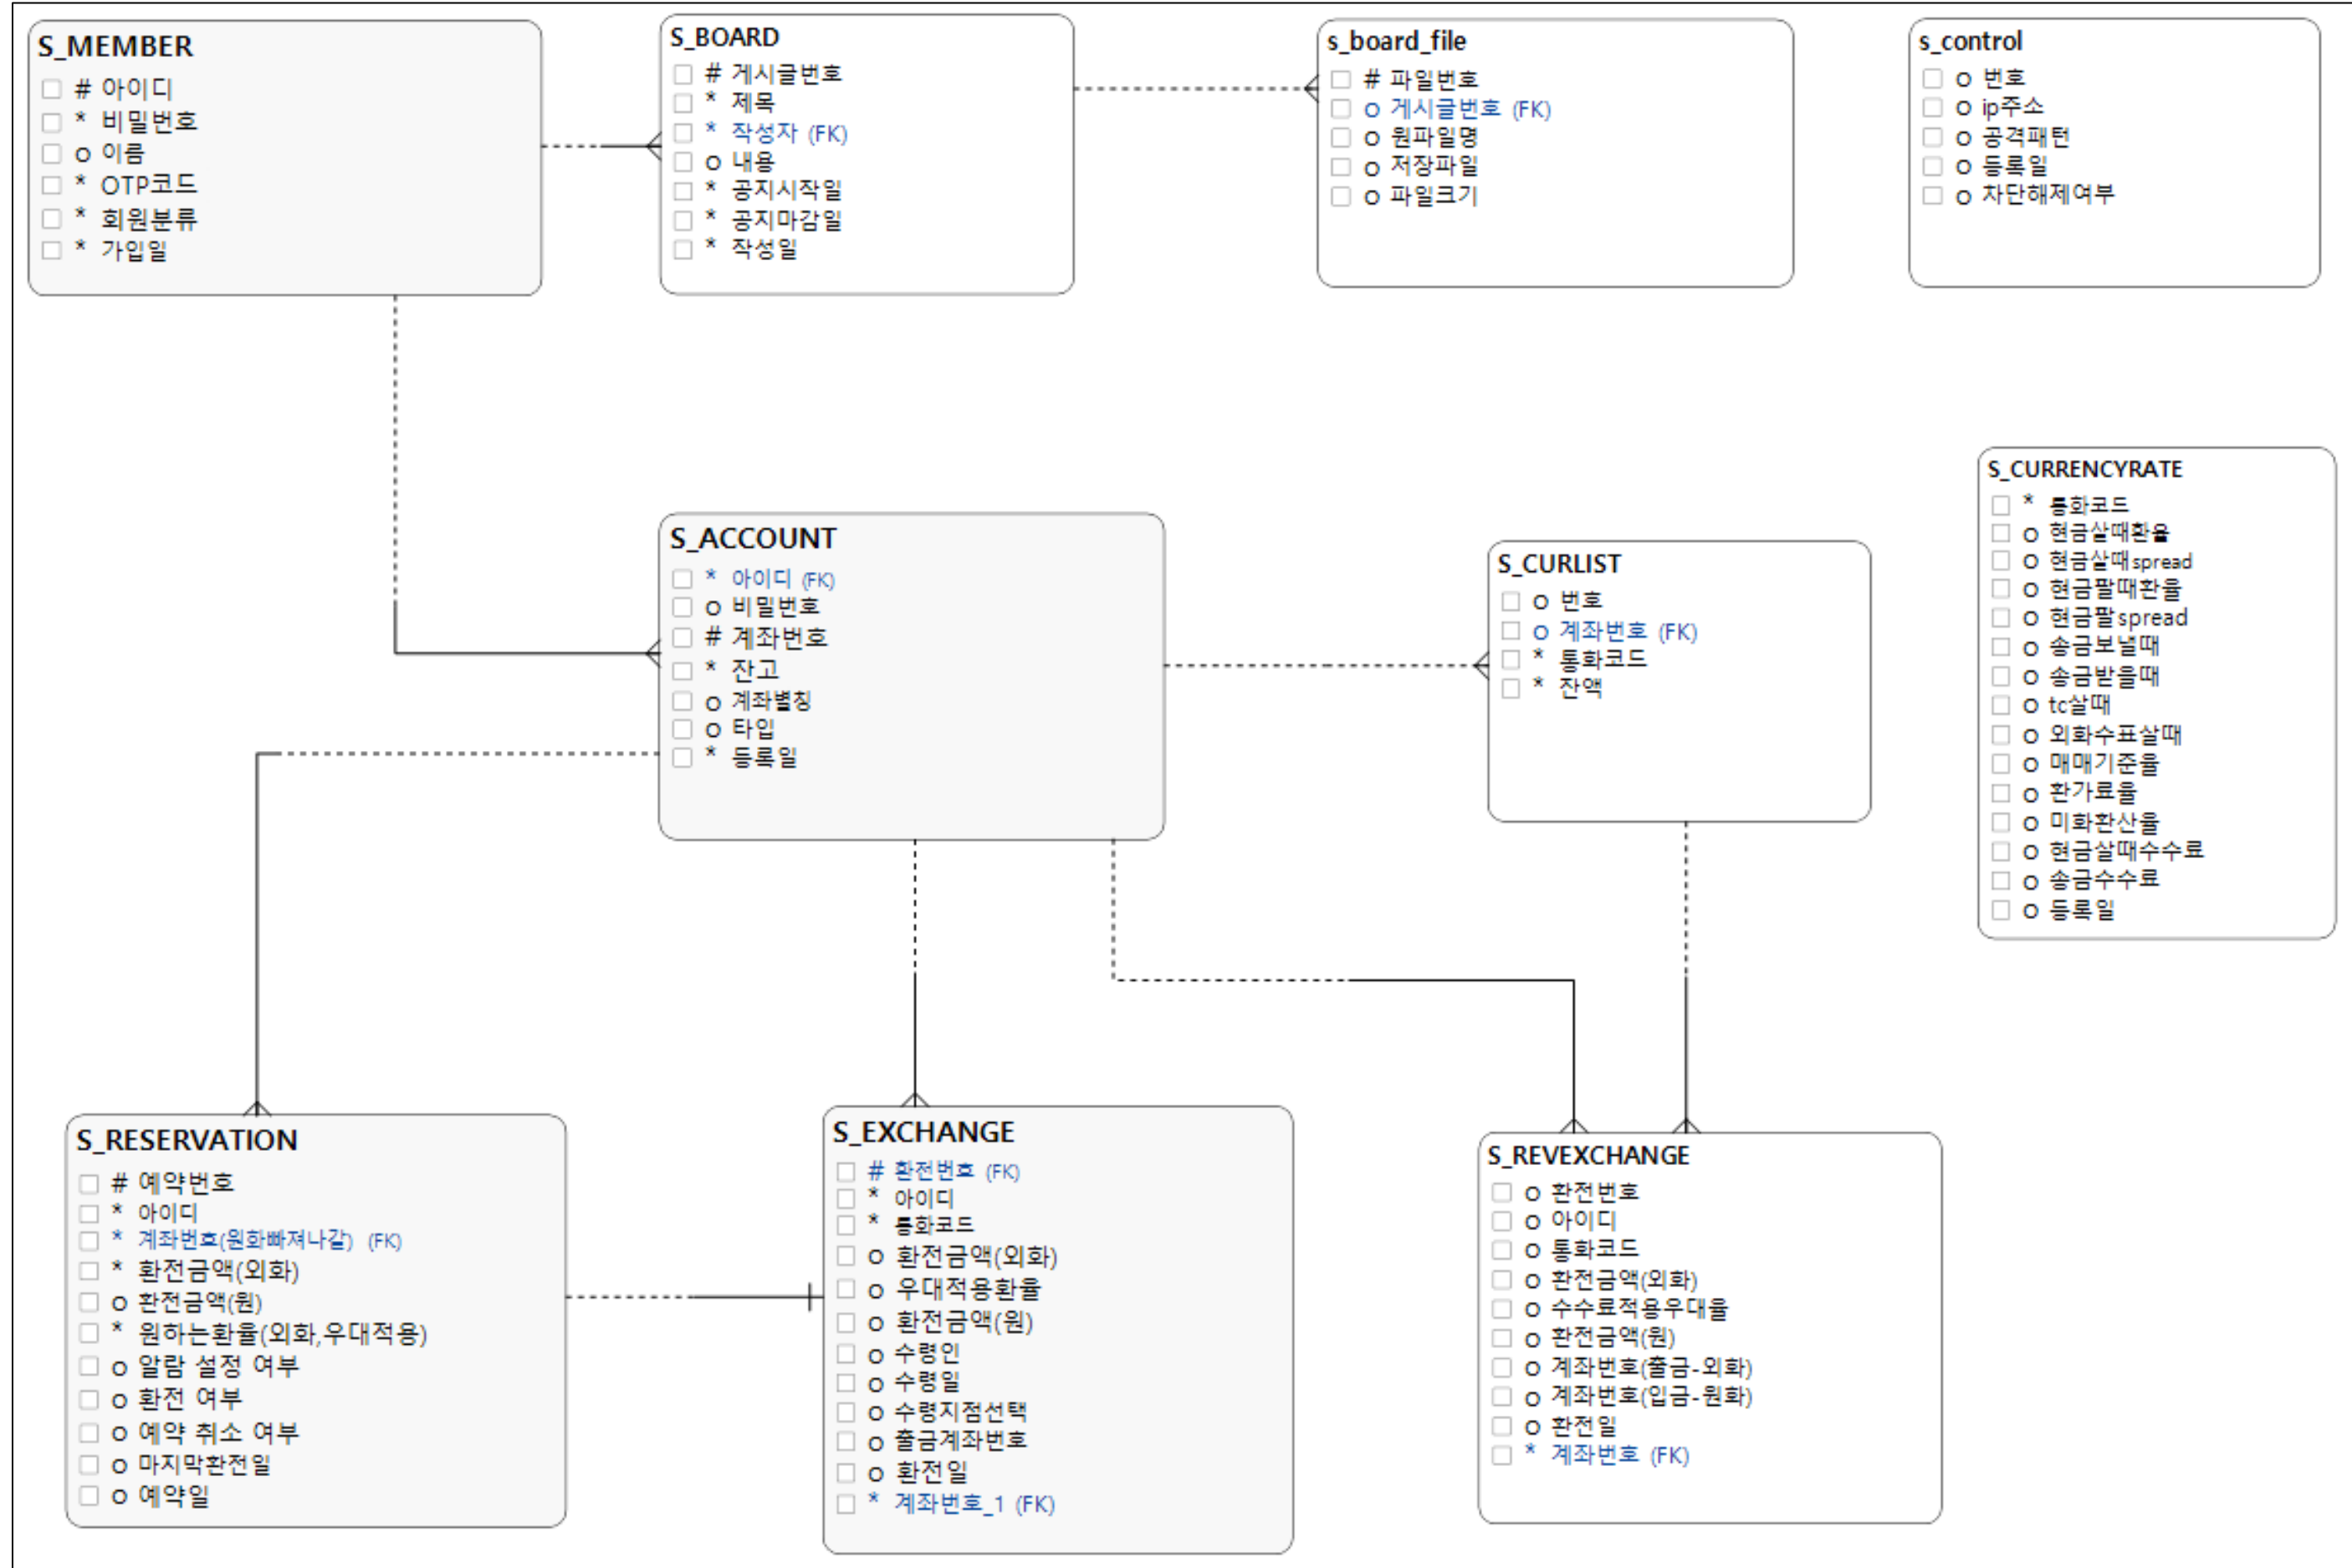 S_MEMBER
# 아이디
* 비밀번호
o 이름
* OTP코드
* 회원분류
* 가입일
S_BOARD
# 게시글번호
* 제목
* 작성자 (FK)
o 내용
* 공지시작일
* 공지마감일
* 작성일
s_board_file
# 파일번호
o 게시글번호 (FK)
o 원파일명
o 저장파일
o 파일크기
s_control
o 번호
o ip주소
o 공격패턴
o 등록일
o 차단해제여부
S_ACCOUNT
* 아이디 (FK)
o 비밀번호
# 계좌번호
* 잔고
o 계좌별칭
o 타입
* 등록일
S_CURLIST
o 번호
o 계좌번호 (FK)
* 통화코드
* 잔액
S_CURRENCYRATE
* 통화코드
o 현금살때환율
o 현금살때spread
o 현금팔때환율
o 현금팔spread
o 송금보낼때
o 송금받을때
o tc살때
o 외화수표살때
o 매매기준율
o 환가료율
o 미화환산율
o 현금살때수수료
o 송금수수료
o 등록일
S_RESERVATION
# 예약번호
* 아이디
* 계좌번호(원화빠져나갈) (FK)
* 환전금액(외화)
o 환전금액(원)
* 원하는환율(외화,우대적용)
o 알람 설정 여부
o 환전 여부
o 예약 취소 여부
o 마지막환전일
o 예약일
S_EXCHANGE
# 환전번호 (FK)
* 아이디
* 통화코드
o 환전금액(외화)
o 우대적용환율
o 환전금액(원)
o 수령인
o 수령일
o 수령지점선택
o 출금계좌번호
o 환전일
* 계좌번호_1 (FK)
S_REVEXCHANGE
o 환전번호
o 아이디
o 통화코드
o 환전금액(외화)
o 수수료적용우대율
o 환전금액(원)
o 계좌번호(출금-외화)
o 계좌번호(입금-원화)
o 환전일
* 계좌번호 (FK)